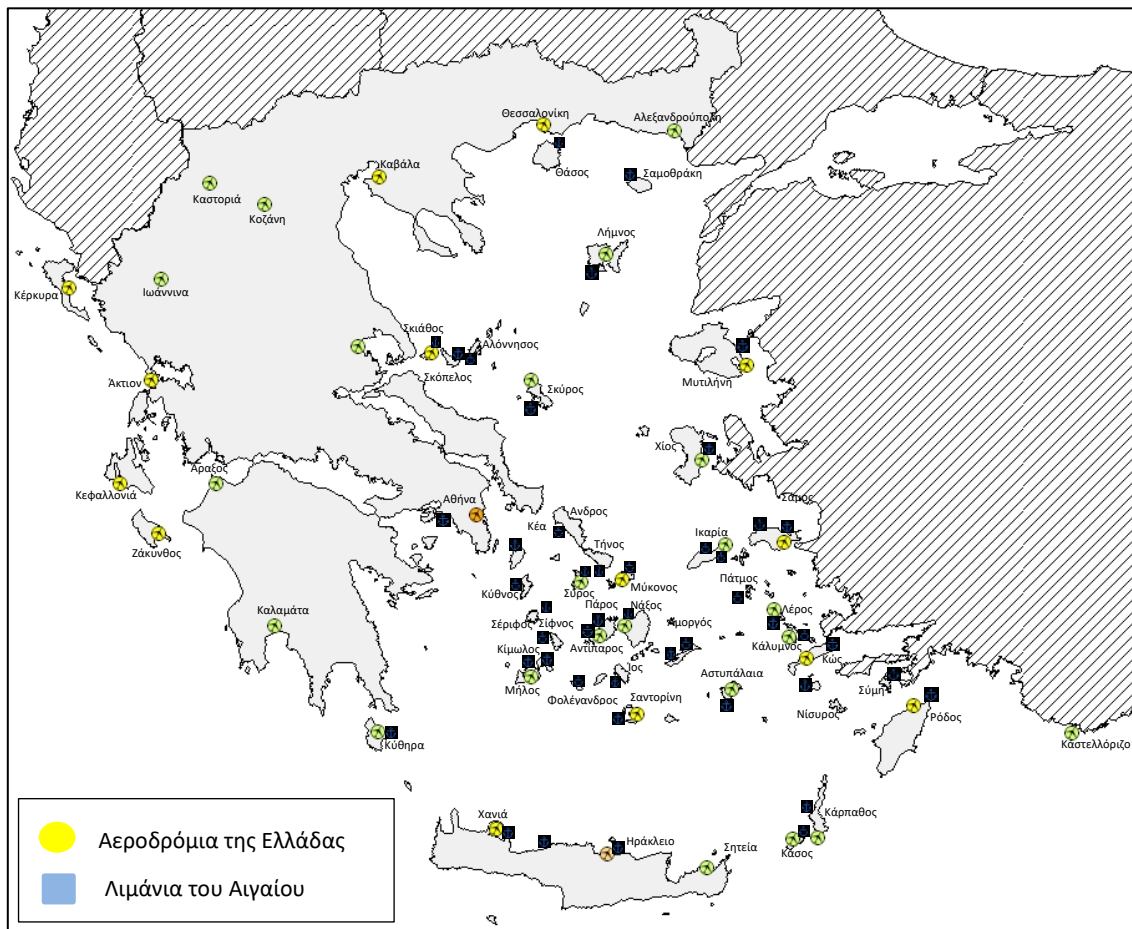 Θεσσαλονίκη
Αλεξανδρούπολη
Καβάλα
Θάσος
Σαμοθράκη
Καστοριά
Κοζάνη
Λήμνος
Ιωάννινα
Κέρκυρα
Σκιάθος
Αλόννησος
Σκόπελος
Άκτιον
Σκύρος
Μυτιλήνη
Χίος
Άραξος
Κεφαλλονιά
Αθήνα
Σάμος
Κέα
Ανδρος
Ζάκυνθος
Τήνος
Ικαρία
Πάτμος
Κύθνος
Σύρος
Μύκονος
Πάρος
Νάξος
Λέρος
Καλαμάτα
Σέριφος
Σίφνος
Αμοργός
Κίμωλος
Αντίπαρος
Κάλυμνος
Κως
Ίος
Αστυπάλαια
Μήλος
Σύμη
Φολέγανδρος
Σαντορίνη
Νίσυρος
Ρόδος
Κύθηρα
Καστελλόριζο
Κάρπαθος
Χανιά
Ηράκλειο
Κάσος
Σητεία
Αεροδρόμια της Ελλάδας
Λιμάνια του Αιγαίου